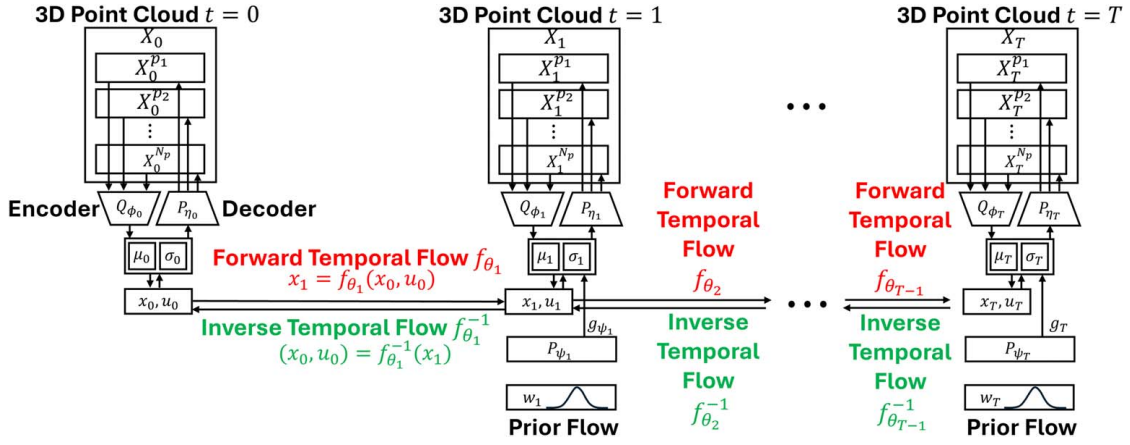 3D Point Cloud t = 0
X_0
X_0^{p_1}
X_0^{p_2}
⋮
X_0^{N_p}
Encoder
Q_{ϕ_0}
P_{η_0}
Decoder
μ_0
σ_0
x_0, u_0
Forward Temporal Flow f_{θ_1}
x_1 = f_{θ_1}(x_0, u_0)
Inverse Temporal Flow f_{θ_1}^{-1}
(x_0, u_0) = f_{θ_1}^{-1}(x_1)
3D Point Cloud t = 1
X_1
X_1^{p_1}
X_1^{p_2}
⋮
X_1^{N_p}
Q_{ϕ_1}
P_{η_1}
μ_1
σ_1
x_1, u_1
g_{ψ_1}
P_{ψ_1}
w_1
Prior Flow
Forward
Temporal
Flow
f_{θ_2}
Inverse
Temporal
Flow
f_{θ_2}^{-1}
•••
•••
Forward
Temporal
Flow
f_{θ_{T-1}}
Inverse
Temporal
Flow
f_{θ_{T-1}}^{-1}
3D Point Cloud t = T
X_T
X_T^{p_1}
X_T^{p_2}
⋮
X_T^{N_p}
Q_{ϕ_T}
P_{η_T}
μ_T
σ_T
x_T, u_T
g_T
P_{ψ_T}
w_T
Prior Flow